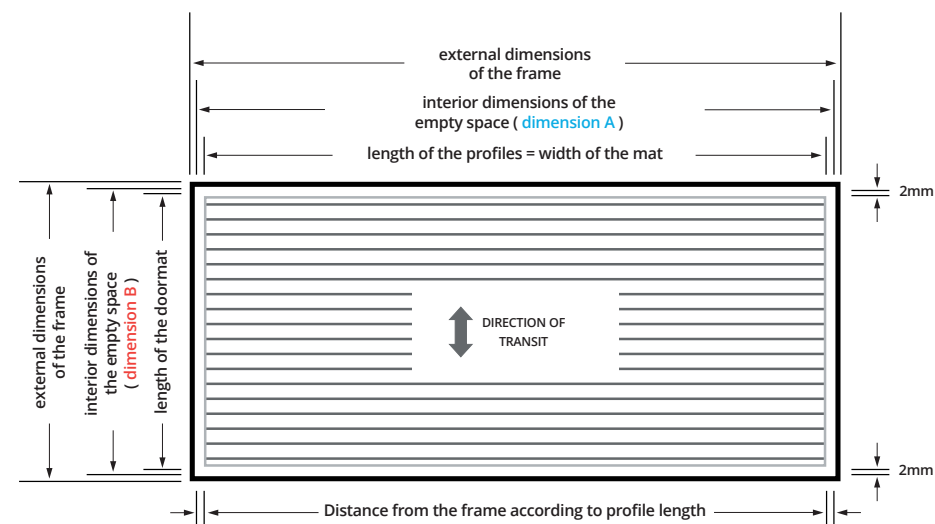 external dimensions
of the frame
interior dimensions of the
empty space ( dimension A )
length of the profiles = width of the mat
2mm
external dimensions
of the frame
interior dimensions of
the empty space
( dimension B )
length of the doormat
DIRECTION OF
TRANSIT
2mm
Distance from the frame according to profile length